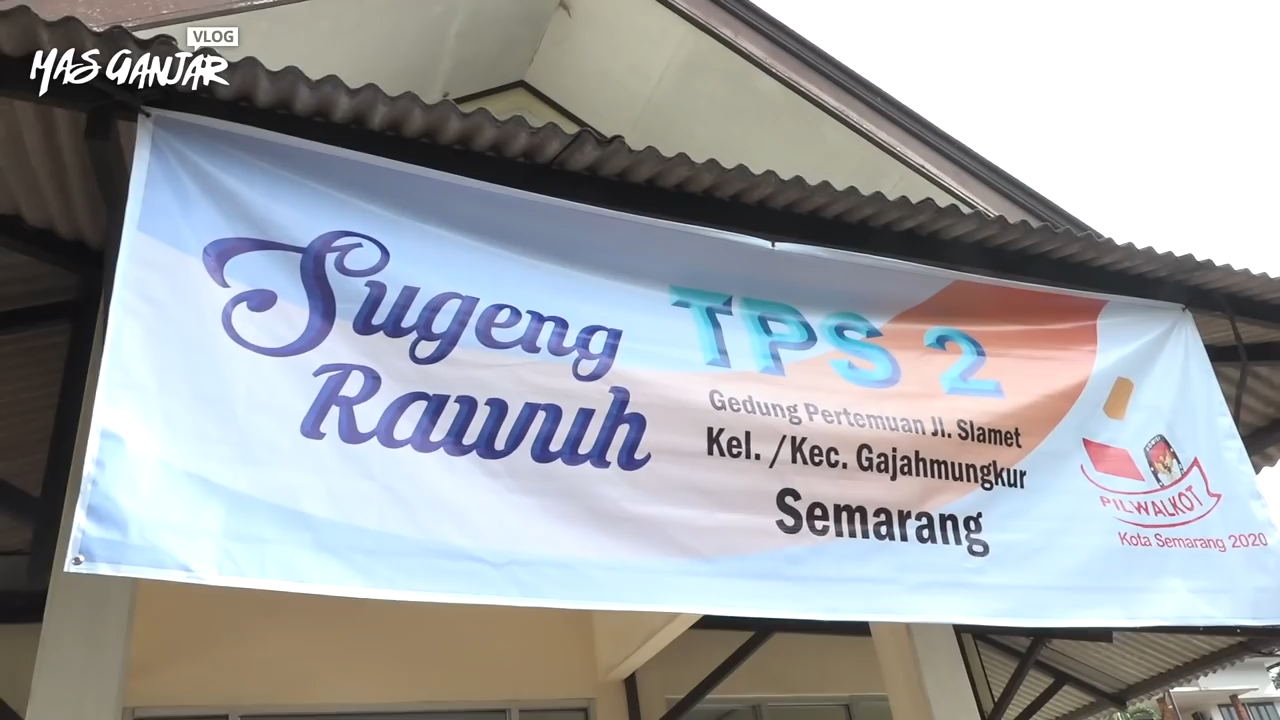 VLOG
MAS GANJAR
Sugeng
Rawuh
TPS 2
Gedung Pertemuan Jl. Slamet
Kel. /Kec. Gajahmungkur
Semarang
PILWALKOT
Kota Semarang 2020